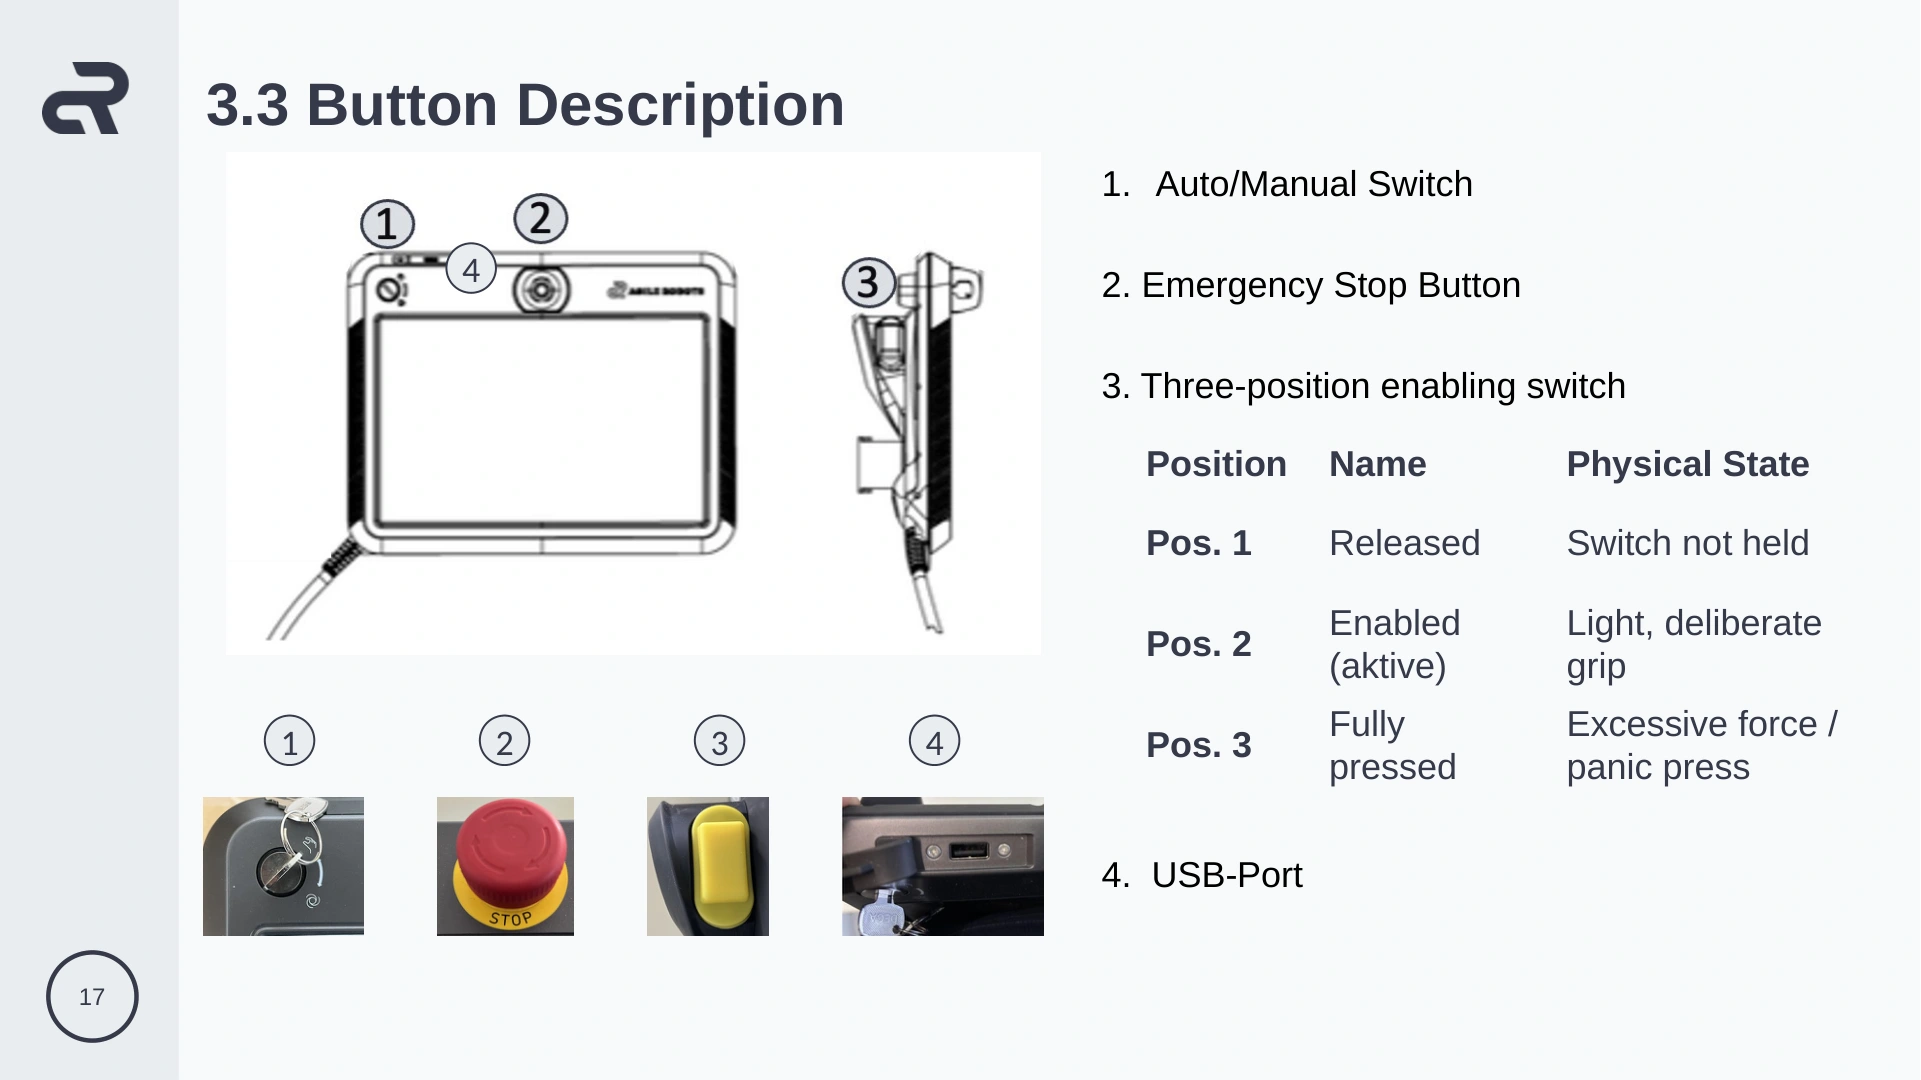 3.3 Button Description
1
2
4
3
AGILE ROBOTS
1 2 3 4
STOP
1. Auto/Manual Switch
2. Emergency Stop Button
3. Three-position enabling switch
Position Name Physical State
Pos. 1 Released Switch not held
Pos. 2 Enabled (aktive) Light, deliberate grip
Pos. 3 Fully pressed Excessive force / panic press
4. USB-Port
17